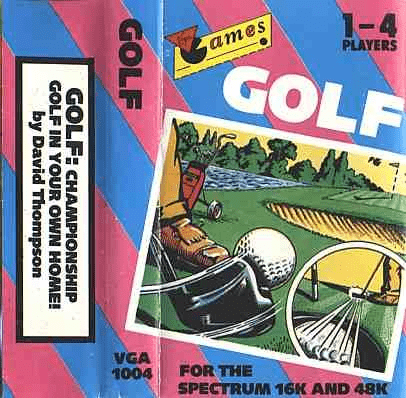 GOLF: CHAMPIONSHIP
GOLF IN YOUR OWN HOME!
by David Thompson
GOLF
VGA
1004
Games
1-4
PLAYERS
GOLF
FOR THE
SPECTRUM 16K AND 48K